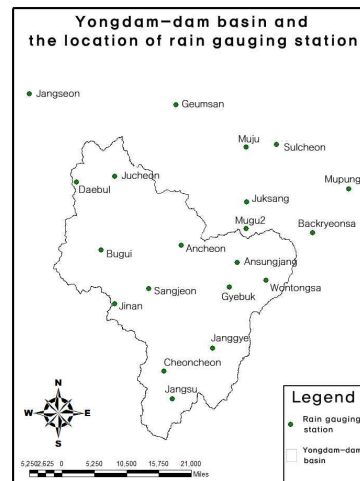 Yongdam-dam basin and
the location of rain gauging station
Jangseon
Geumsan
Muju
Sulcheon
Jucheon
Daebul
Mupung
Juksang
Mugu2
Backryeonsa
Ancheon
Bugui
Ansungjang
Wontongsa
Sangjeon
Gyebuk
Jinan
Janggye
Cheoncheon
Jangsu
N
W
E
S
Legend
Rain gauging
station
Yongdam-dam
basin
5,250 2,625 0 5,250 10,500 15,750 21,000
Miles